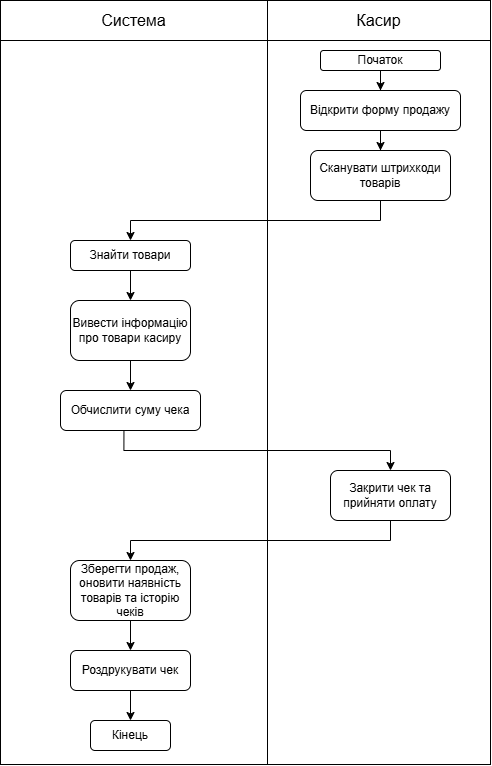 Система
Касир
Початок
Відкрити форму продажу
Сканувати штрихкоди
товарів
Знайти товари
Вивести інформацію
про товари касиру
Обчислити суму чека
Закрити чек та
прийняти оплату
Зберегти продаж,
оновити наявність
товарів та історію
чеків
Роздрукувати чек
Кінець